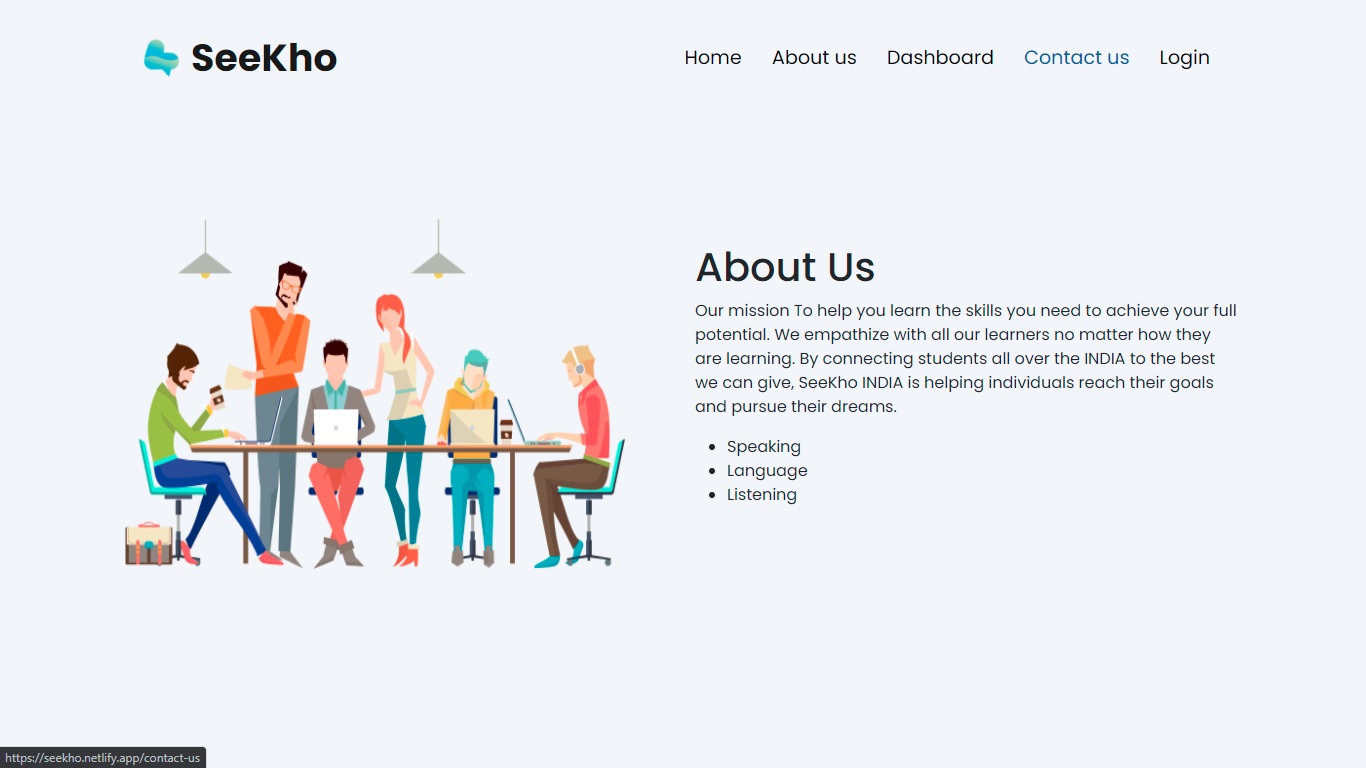 SeeKho
Home About us Dashboard Contact us Login
About Us
Our mission To help you learn the skills you need to achieve your full
potential. We empathize with all our learners no matter how they
are learning. By connecting students all over the INDIA to the best
we can give, SeeKho INDIA is helping individuals reach their goals
and pursue their dreams.
Speaking
Language
Listening
https://seekho.netlify.app/contact-us